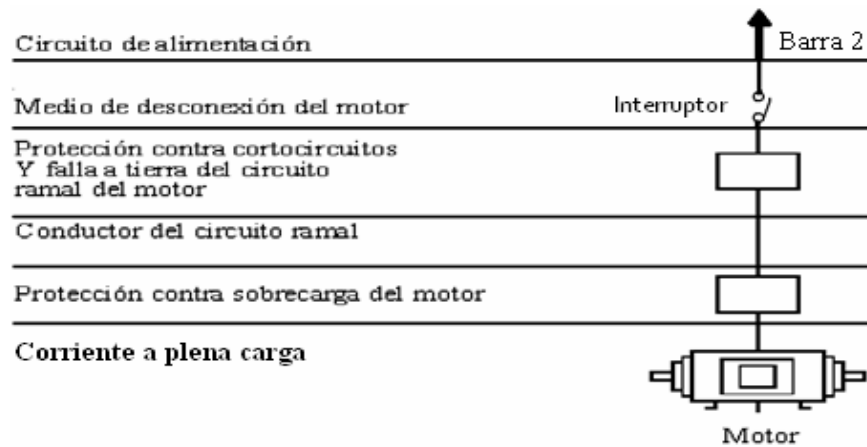 Circuito de alimentación
Barra 2
Medio de desconexión del motor
Interruptor
Protección contra cortocircuitos
Y falla a tierra del circuito
ramal del motor
Conductor del circuito ramal
Protección contra sobrecarga del motor
Corriente a plena carga
Motor